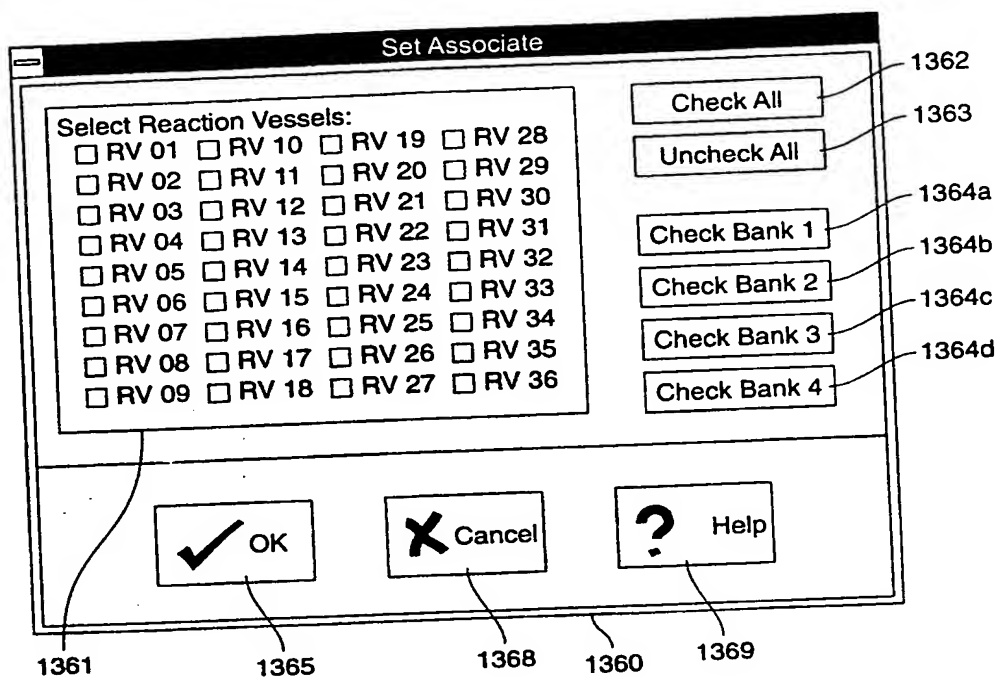 Set Associate
Select Reaction Vessels:
RV 01 RV 10 RV 19 RV 28
RV 02 RV 11 RV 20 RV 29
RV 03 RV 12 RV 21 RV 30
RV 04 RV 13 RV 22 RV 31
RV 05 RV 14 RV 23 RV 32
RV 06 RV 15 RV 24 RV 33
RV 07 RV 16 RV 25 RV 34
RV 08 RV 17 RV 26 RV 35
RV 09 RV 18 RV 27 RV 36
Check All
1362
Uncheck All
1363
Check Bank 1
1364a
Check Bank 2
1364b
Check Bank 3
1364c
Check Bank 4
1364d
OK
Cancel
? Help
1361
1365
1368
1360
1369